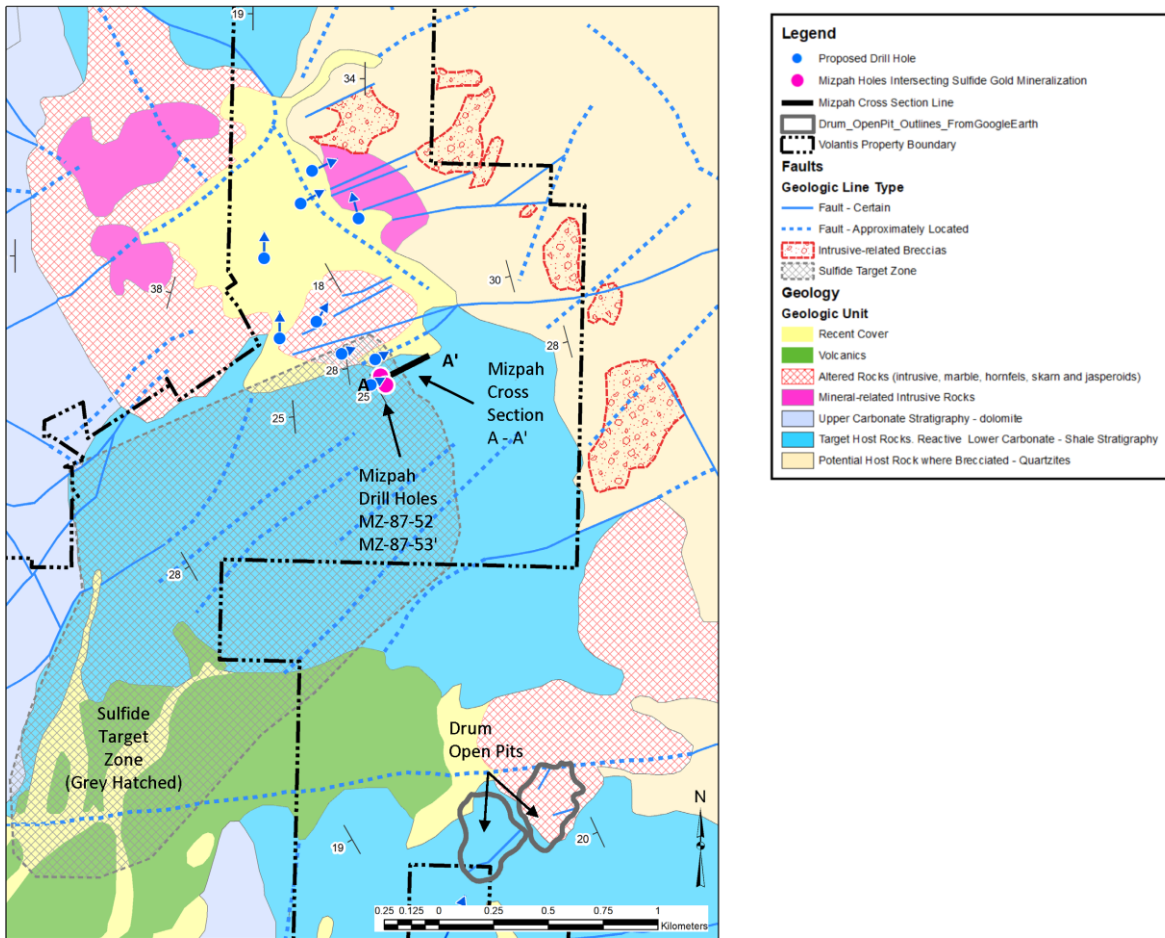 19
34
30
38
18
28
28
A
A'
25
25
Mizpah
Cross
Section
A - A'
Mizpah
Drill Holes
MZ-87-52
MZ-87-53'
28
Sulfide
Target
Zone
(Grey Hatched)
Drum
Open Pits
19
20
N
0.25 0.125 0 0.25 0.5 0.75 1
Kilometers
Legend
Proposed Drill Hole
Mizpah Holes Intersecting Sulfide Gold Mineralization
Mizpah Cross Section Line
Drum_OpenPit_Outlines_FromGoogleEarth
Volantis Property Boundary
Faults
Geologic Line Type
Fault - Certain
Fault - Approximately Located
Intrusive-related Breccias
Sulfide Target Zone
Geology
Geologic Unit
Recent Cover
Volcanics
Altered Rocks (intrusive, marble, hornfels, skarn and jasperoids)
Mineral-related Intrusive Rocks
Upper Carbonate Stratigraphy - dolomite
Target Host Rocks. Reactive Lower Carbonate - Shale Stratigraphy
Potential Host Rock where Brecciated - Quartzites